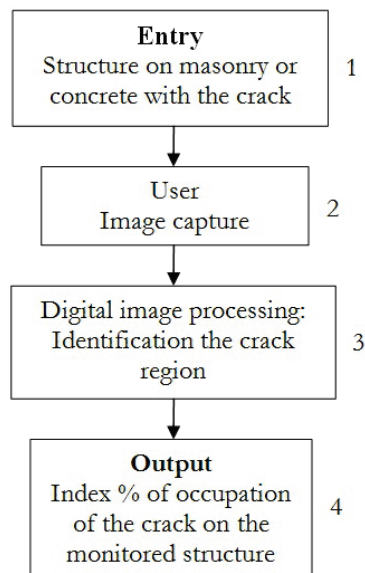 Entry
Structure on masonry or
concrete with the crack
1
User
Image capture
2
Digital image processing:
Identification the crack
region
3
Output
Index % of occupation
of the crack on the
monitored structure
4